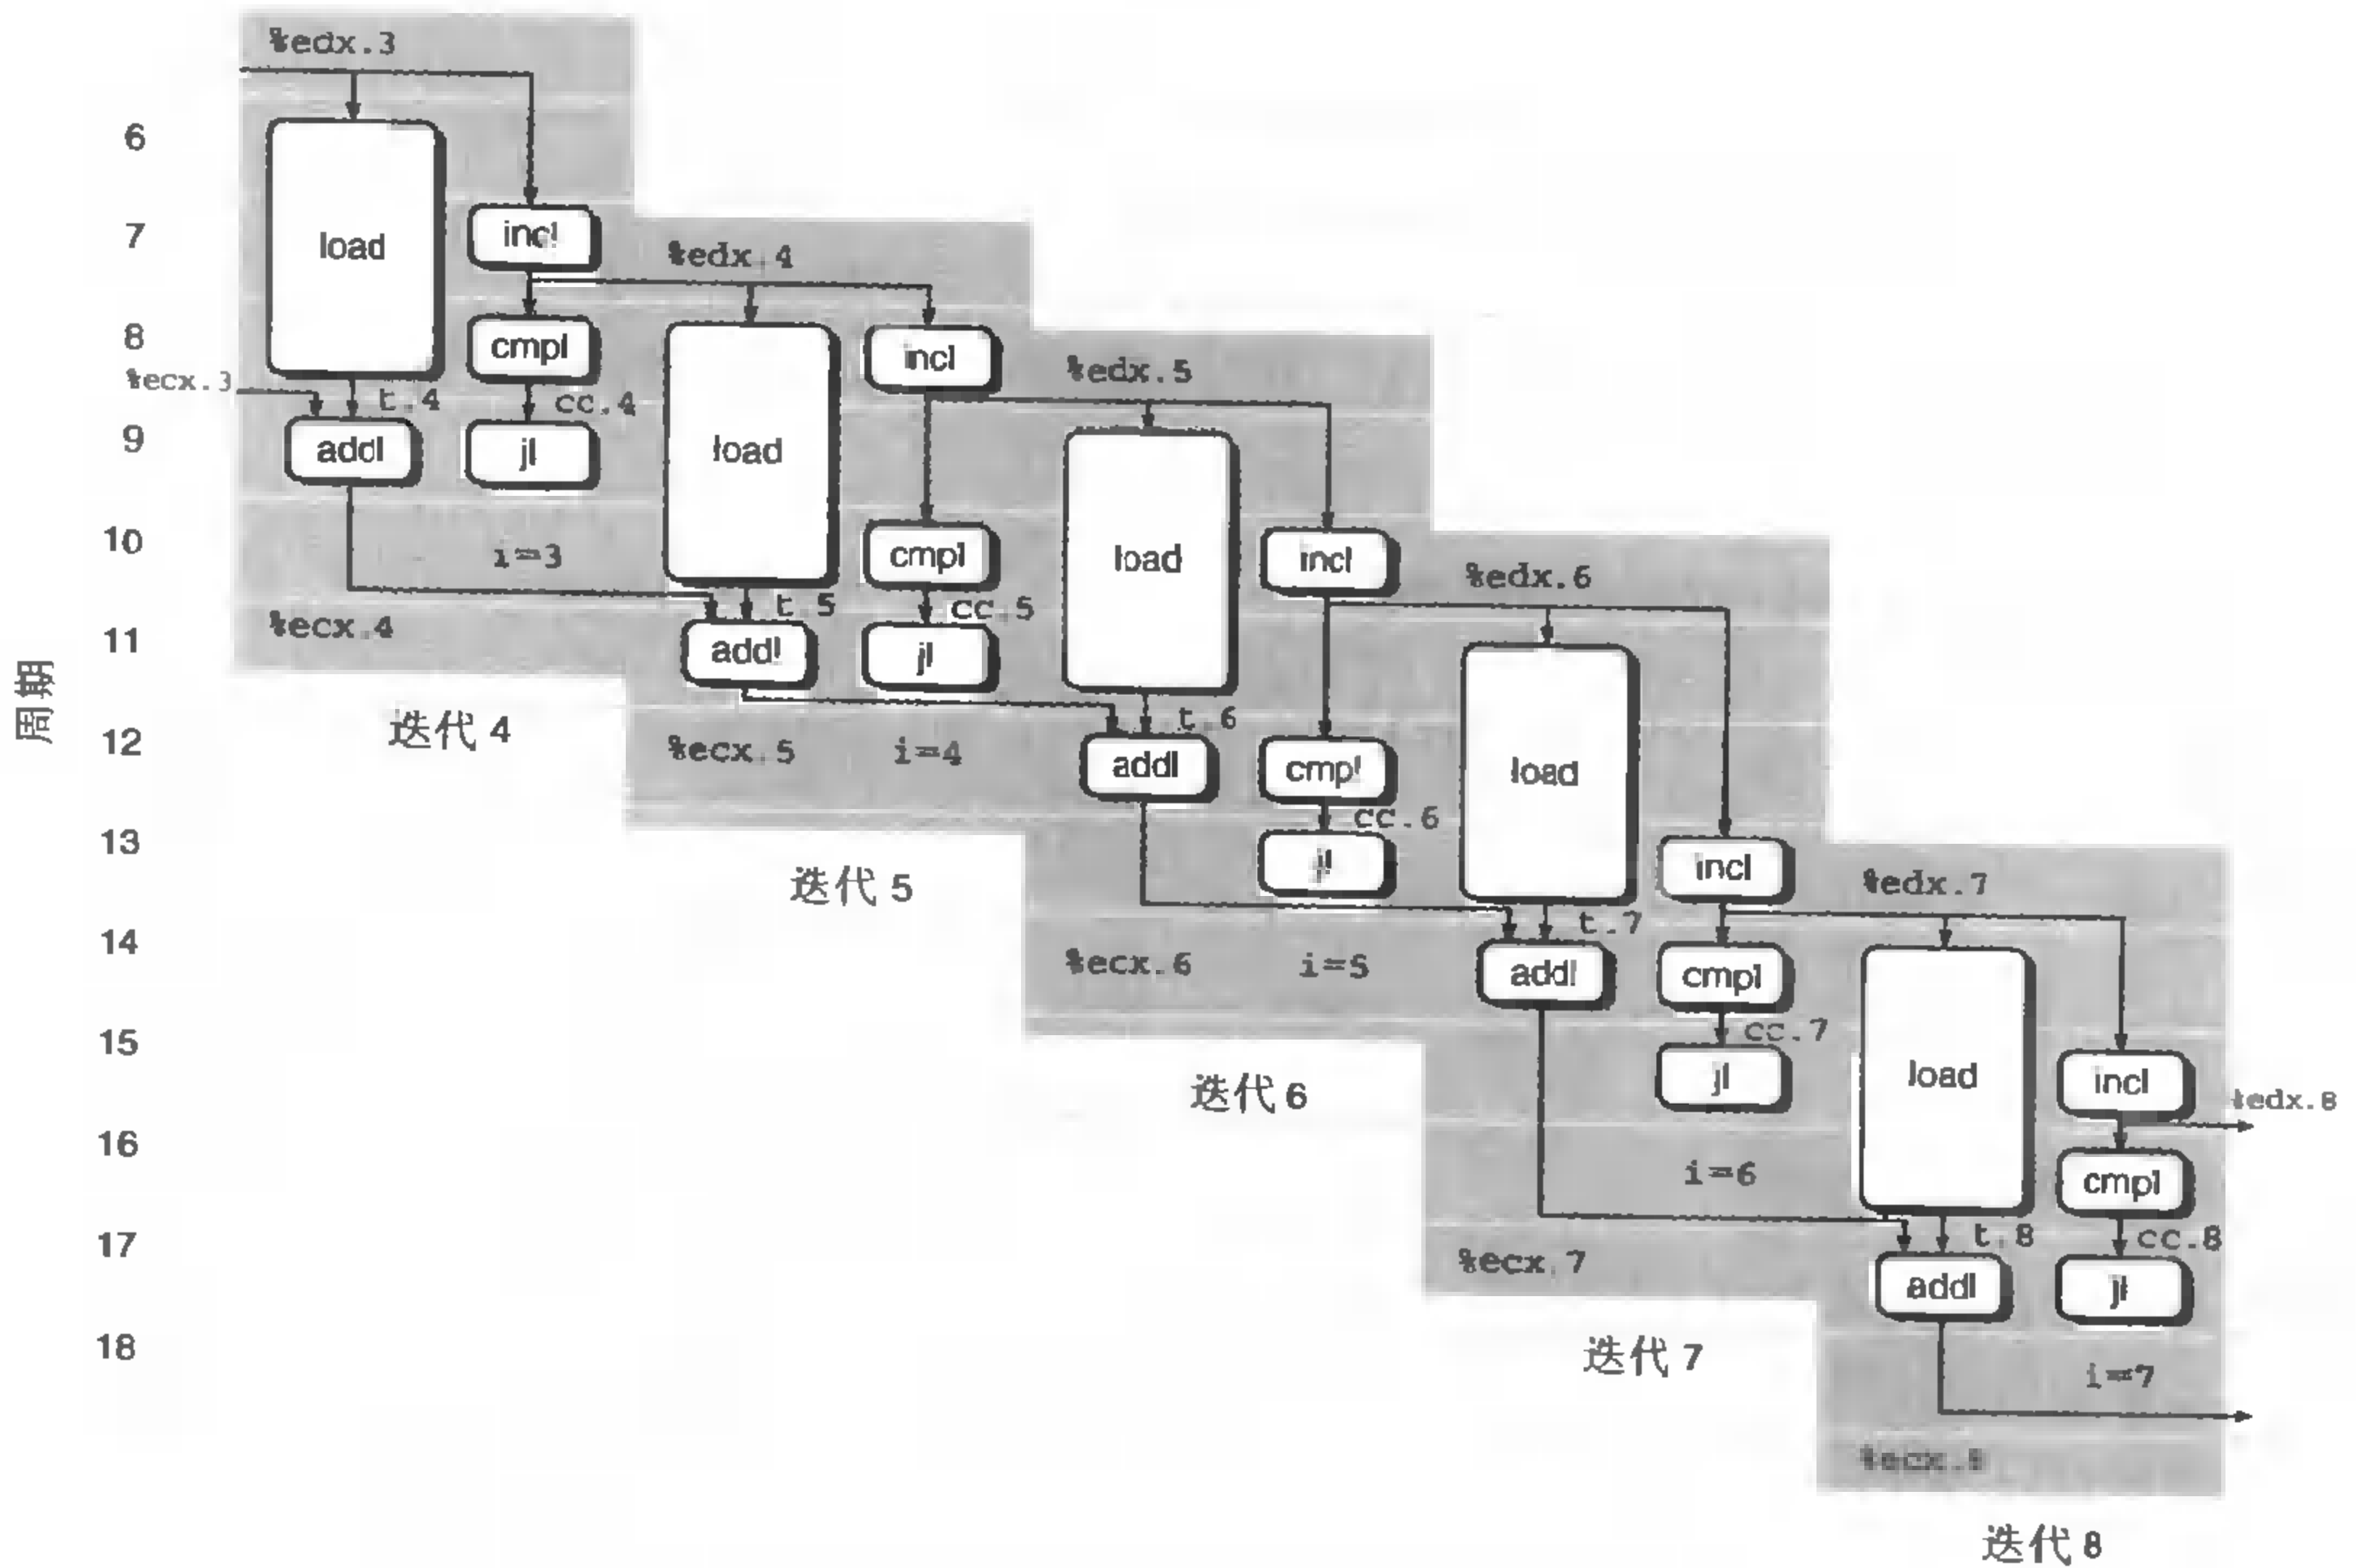 %edx.3
6
load
7
incl
%edx.4
8
cmpl
load
incl
%edx.5
%ecx.3
t.4
cc.4
9
addl
jl
load
10
i=3
cmpl
incl
%edx.6
t.5
cc.5
%ecx.4
11
addl
jl
load
周期
迭代 4
12
%ecx.5
i=4
t.6
addl
cmpl
cc.6
13
jl
incl
%edx.7
迭代 5
14
%ecx.6
i=5
t.7
addl
cmpl
load
15
cc.7
jl
incl
%edx.8
迭代 6
16
i=6
cmpl
17
%ecx.7
t.8
cc.8
addl
jl
18
迭代 7
i=7
%ecx.8
迭代 8